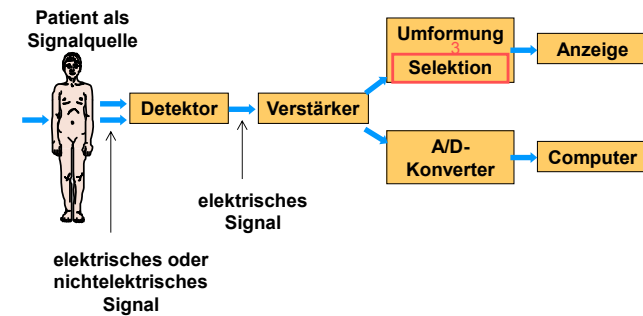 Patient als
Signalquelle
Detektor
Verstärker
Umformung
3
Selektion
Anzeige
A/D-
Konverter
Computer
elektrisches
Signal
elektrisches oder
nichtelektrisches
Signal